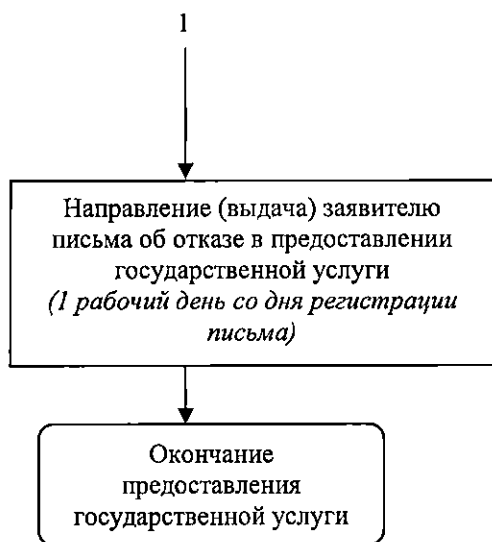 1
Направление (выдача) заявителю
письма об отказе в предоставлении
государственной услуги
(1 рабочий день со дня регистрации
письма)
Окончание
предоставления
государственной услуги